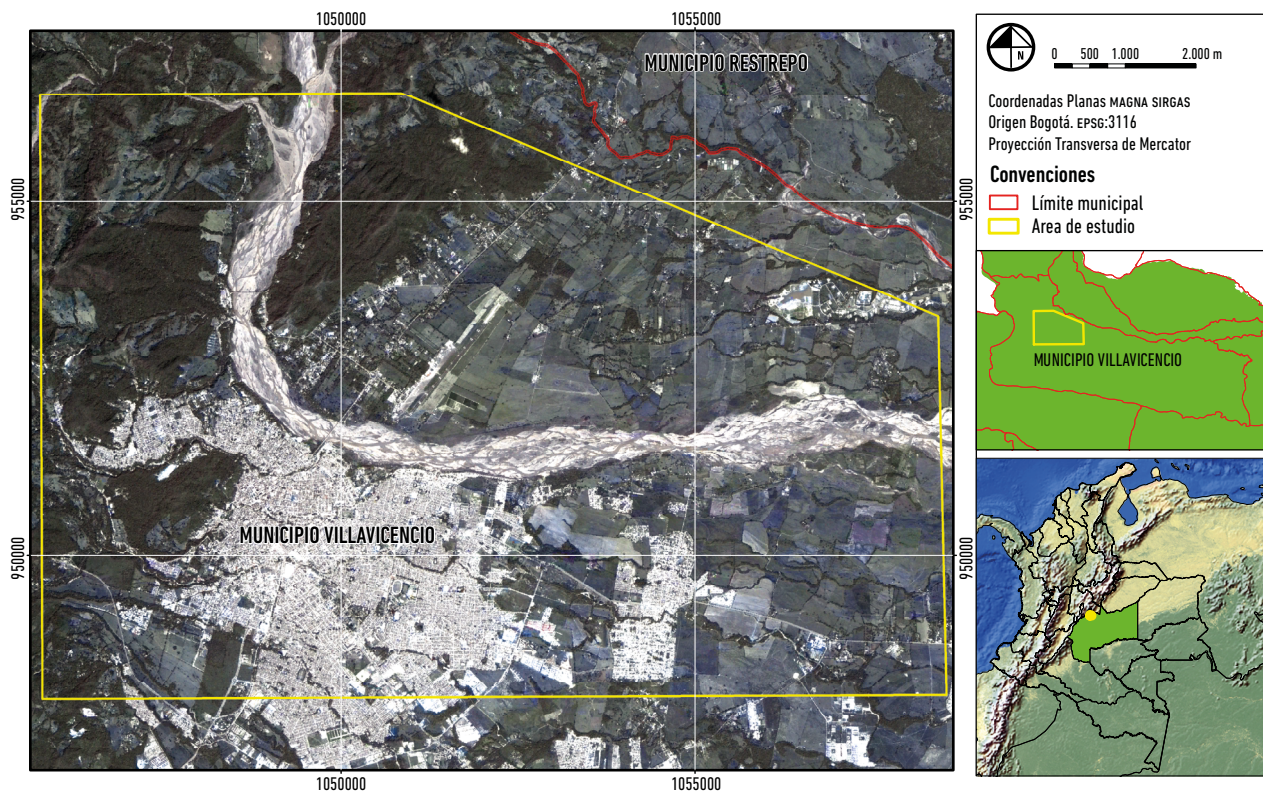 1050000
1055000
MUNICIPIO RESTREPO
955000
955000
MUNICIPIO VILLAVICENCIO
950000
950000
1050000
1055000
N
0 500 1.000 2.000 m
Coordenadas Planas MAGNA SIRGAS
Origen Bogotá. EPSG:3116
Proyección Transversa de Mercator
Convenciones
Límite municipal
Area de estudio
MUNICIPIO VILLAVICENCIO